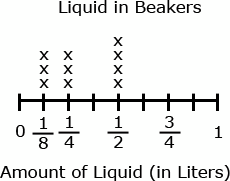 Liquid in Beakers
x
x x x
x x x
x x x
0 1/8 1/4 1/2 3/4 1
Amount of Liquid (in Liters)